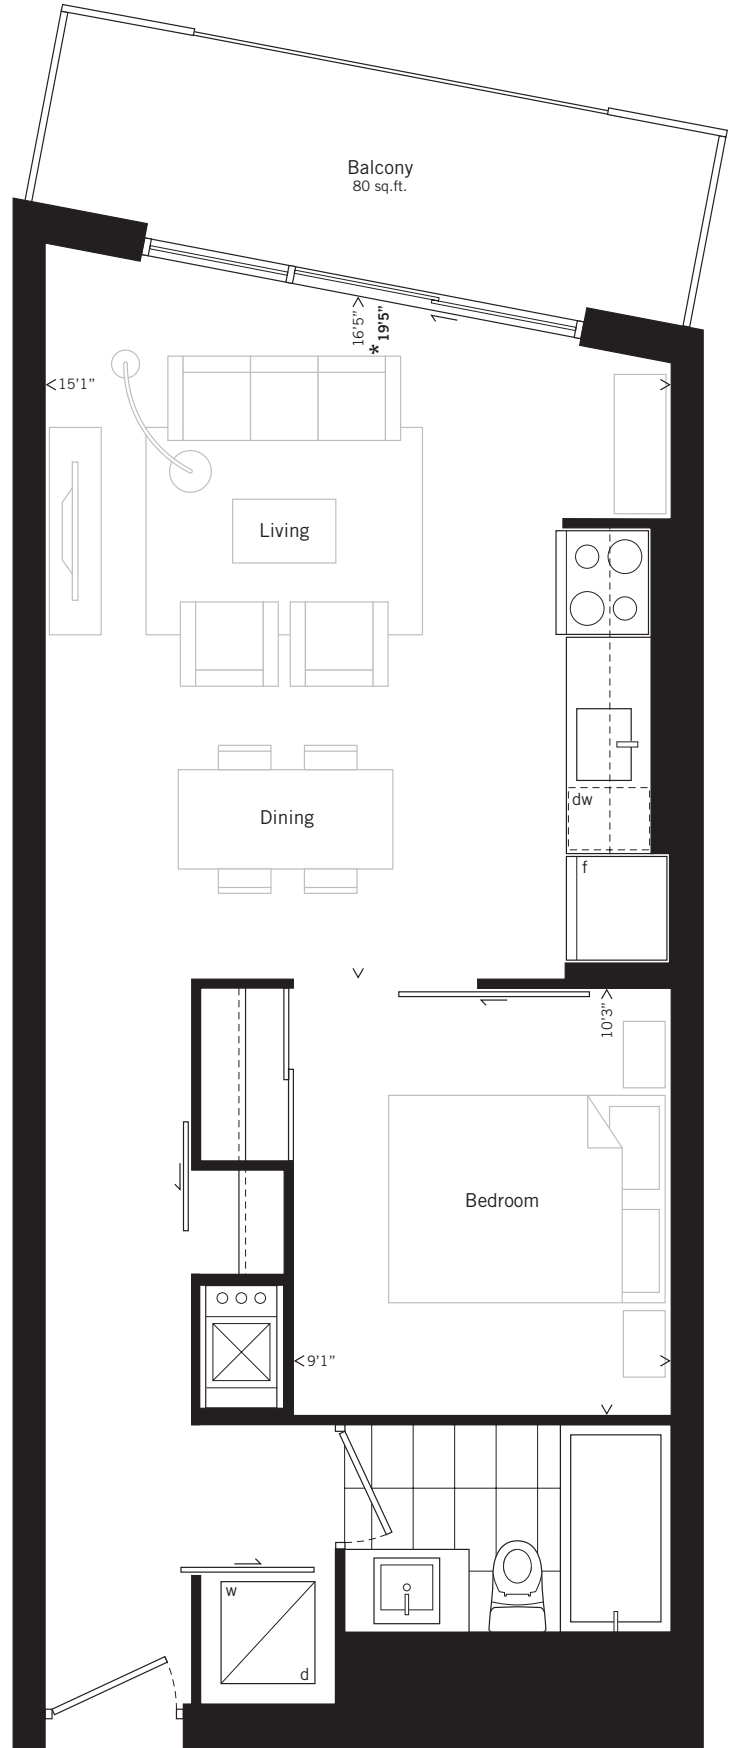 Balcony
80 sq.ft.
16'5"
* 19'5"
15'1"
Living
Dining
dw
f
10'3"
Bedroom
9'1"
w
d